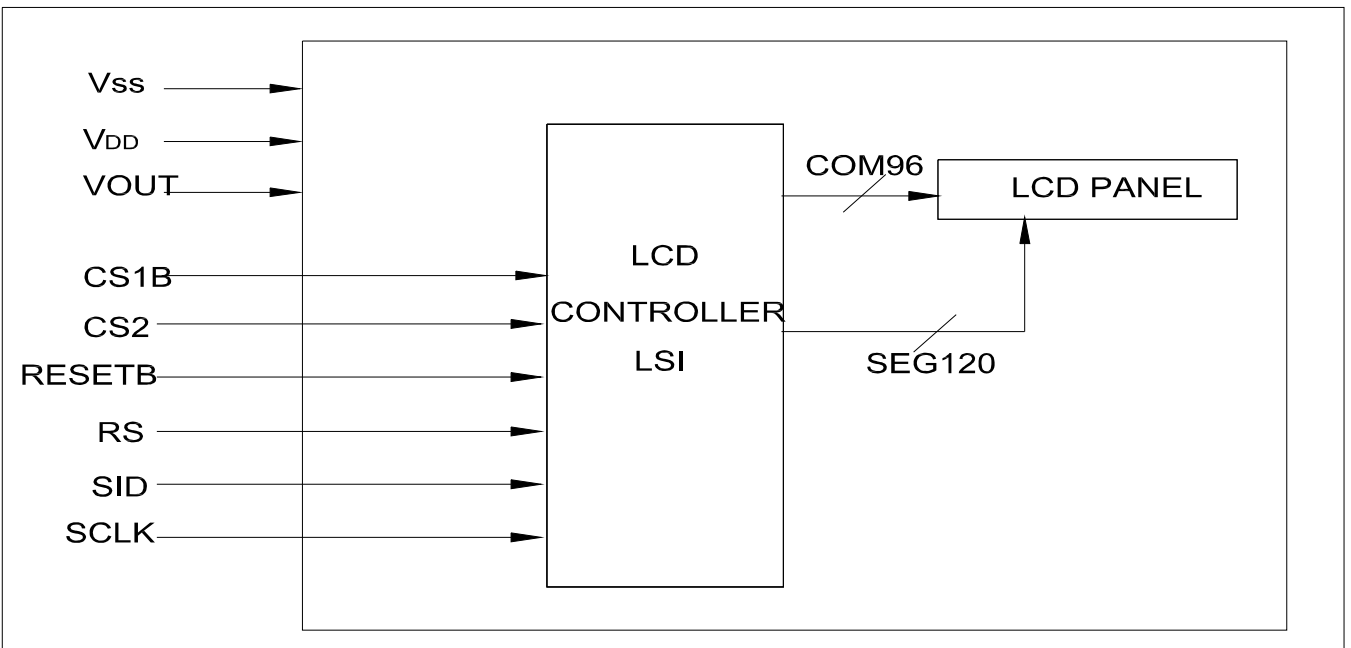 Vss
VDD
VOUT
CS1B
CS2
RESETB
RS
SID
SCLK
LCD
CONTROLLER
LSI
COM96
SEG120
LCD PANEL